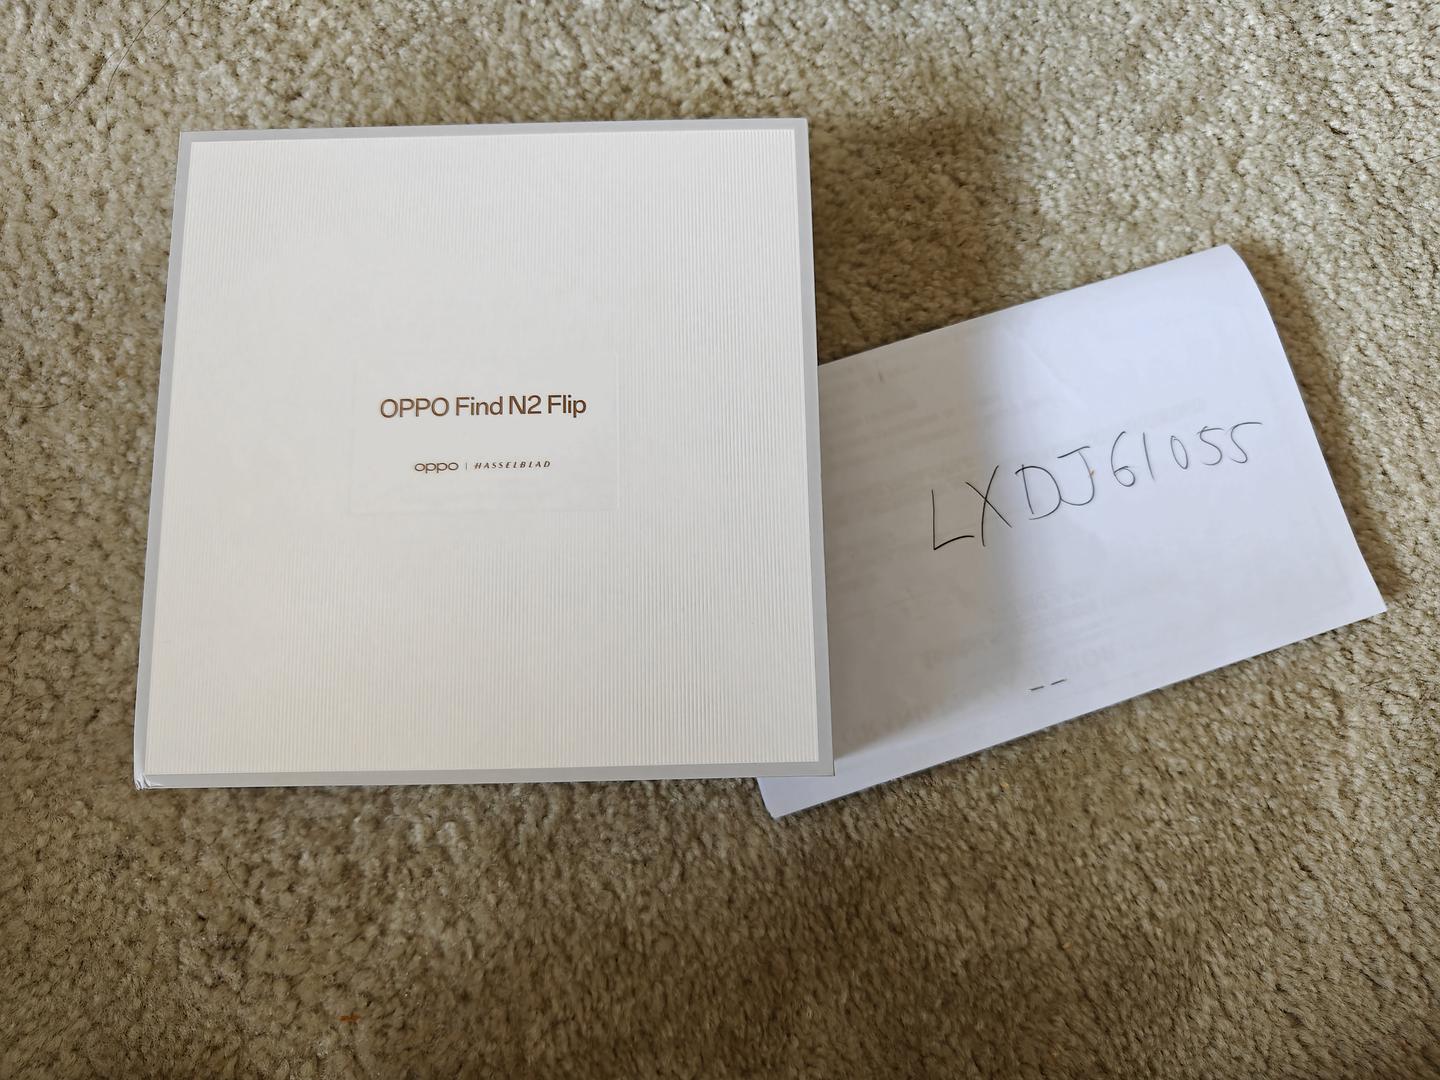 OPPO Find N2 Flip
oppo | HASSELBLAD
LXDJ61055